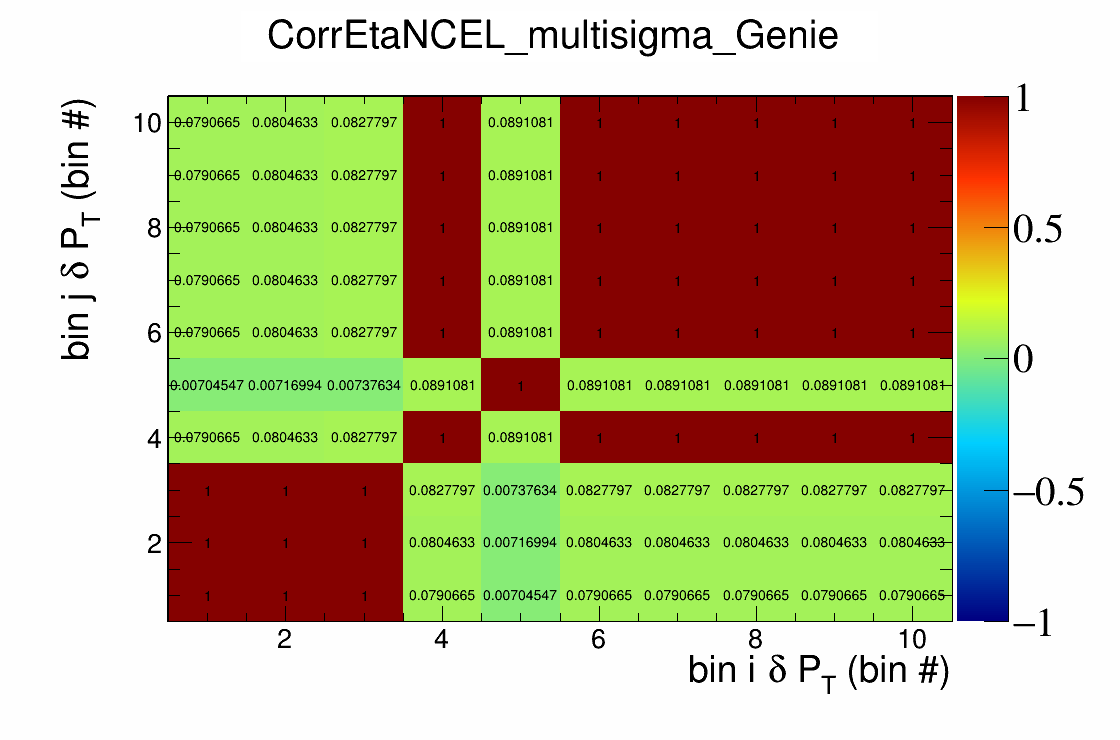 CorrEtaNCEL_multisigma_Genie
bin j δ P_T (bin #)
10 0.0790665 0.0804633 0.0827797 1 0.0891081 1 1 1 1 1
0.0790665 0.0804633 0.0827797 1 0.0891081 1 1 1 1 1
8 0.0790665 0.0804633 0.0827797 1 0.0891081 1 1 1 1 1
0.0790665 0.0804633 0.0827797 1 0.0891081 1 1 1 1 1
6 0.0790665 0.0804633 0.0827797 1 0.0891081 1 1 1 1 1
0.00704547 0.00716994 0.00737634 0.0891081 1 0.0891081 0.0891081 0.0891081 0.0891081 0.0891081
4 0.0790665 0.0804633 0.0827797 1 0.0891081 1 1 1 1 1
1 1 1 0.0827797 0.00737634 0.0827797 0.0827797 0.0827797 0.0827797 0.0827797
2 1 1 1 0.0804633 0.00716994 0.0804633 0.0804633 0.0804633 0.0804633 0.0804633
1 1 1 0.0790665 0.00704547 0.0790665 0.0790665 0.0790665 0.0790665 0.0790665
2 4 6 8 10
bin i δ P_T (bin #)
1
0.5
0
−0.5
−1